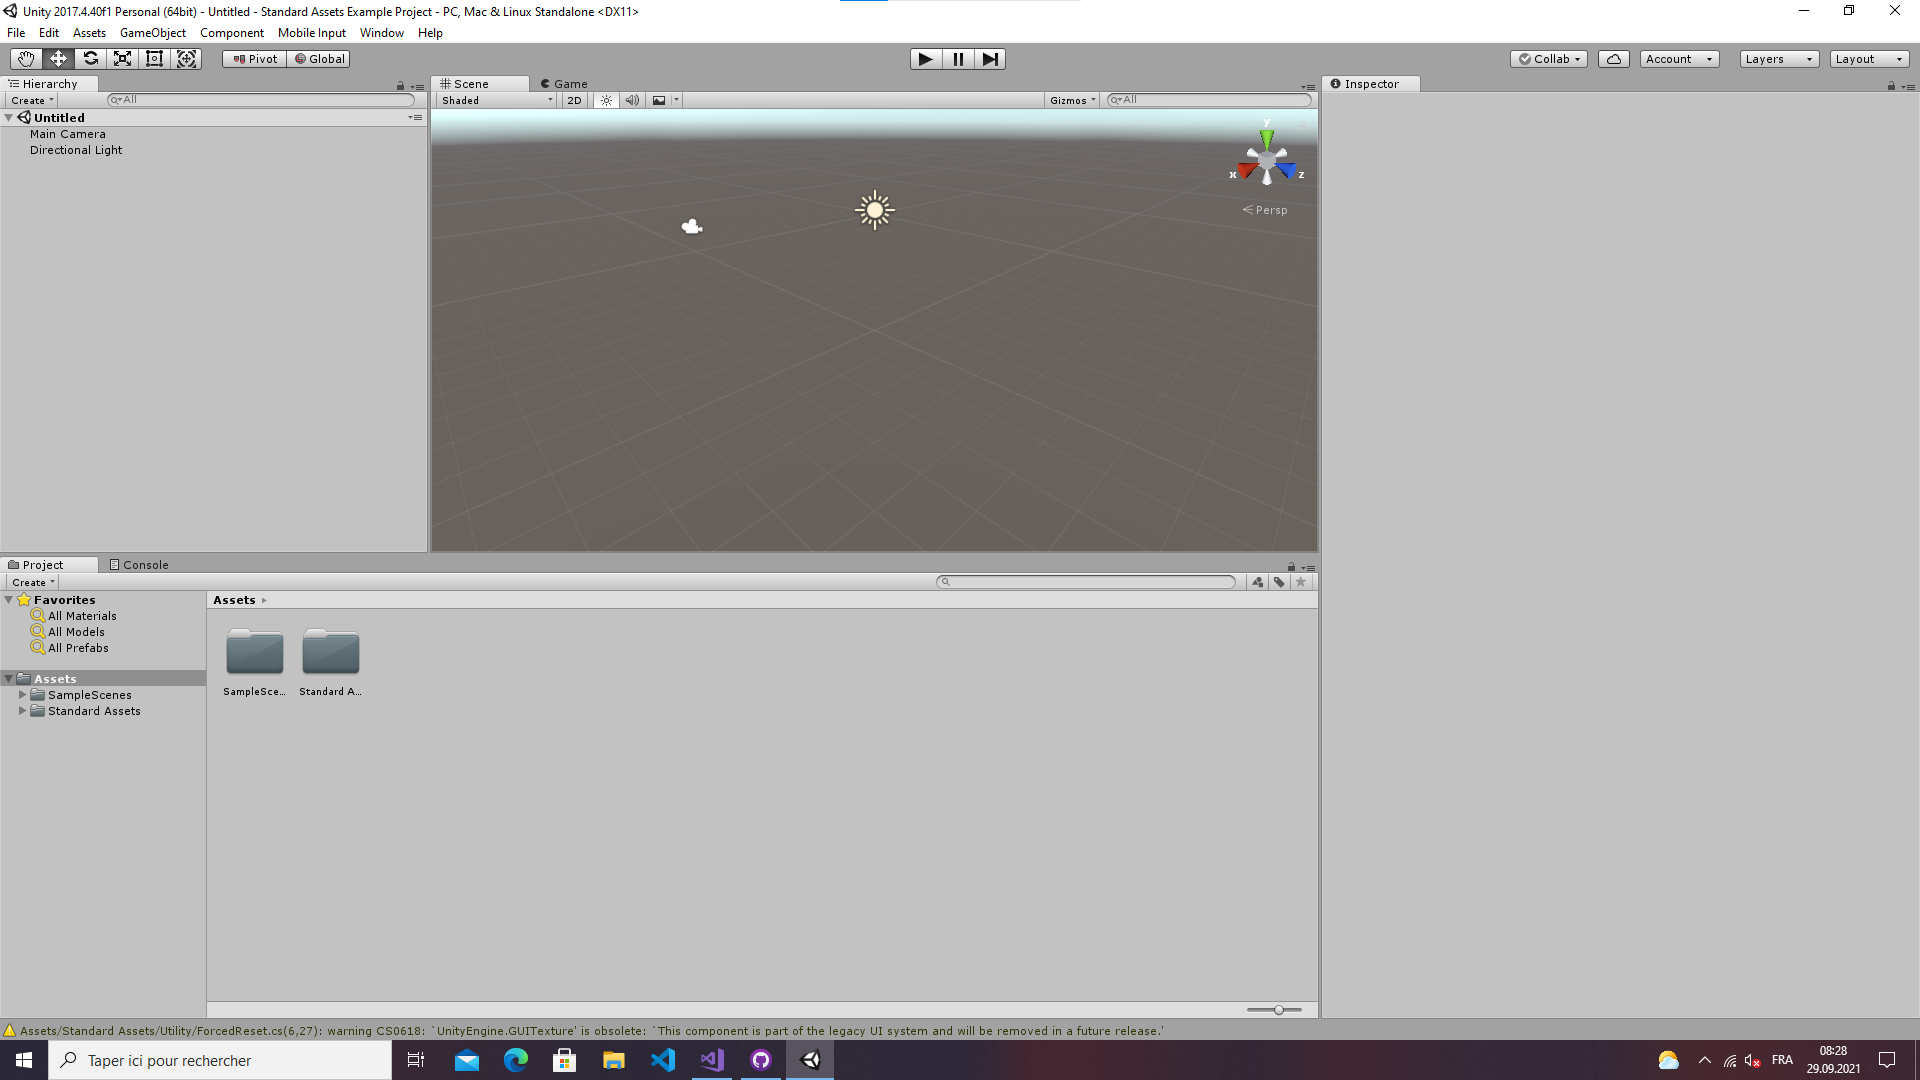 Unity 2017.4.40f1 Personal (64bit) - Untitled - Standard Assets Example Project - PC, Mac & Linux Standalone <DX11>
File Edit Assets GameObject Component Mobile Input Window Help
Pivot Global Collab Account Layers Layout
Hierarchy Scene Game Inspector
Create All Shaded 2D Gizmos All
Untitled
Main Camera
Directional Light
y
x z
Persp
Project Console
Create
Favorites Assets
All Materials
All Models
All Prefabs
Assets
SampleScenes
Standard Assets
SampleSce... Standard A...
Assets/Standard Assets/Utility/ForcedReset.cs(6,27): warning CS0618: `UnityEngine.GUITexture' is obsolete: `This component is part of the legacy UI system and will be removed in a future release.'
Taper ici pour rechercher
FRA
08:28
29.09.2021